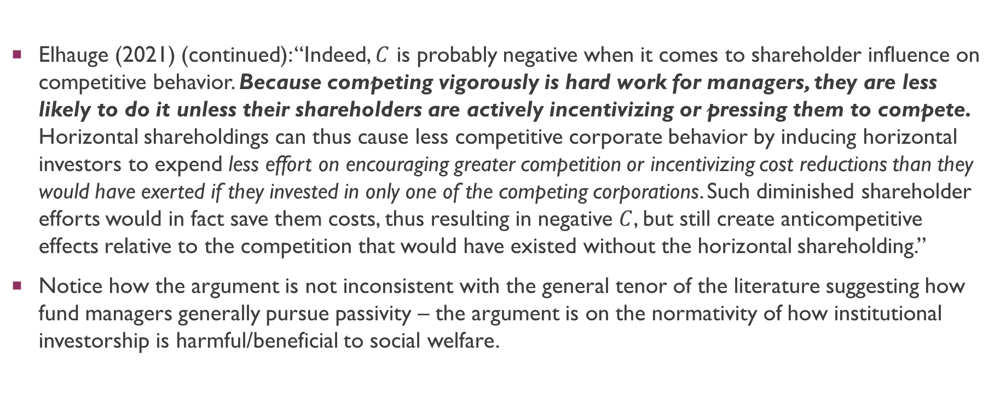 ▪ Elhauge (2021) (continued): “Indeed, C is probably negative when it comes to shareholder influence on
competitive behavior. Because competing vigorously is hard work for managers, they are less
likely to do it unless their shareholders are actively incentivizing or pressing them to compete.
Horizontal shareholdings can thus cause less competitive corporate behavior by inducing horizontal
investors to expend less effort on encouraging greater competition or incentivizing cost reductions than they
would have exerted if they invested in only one of the competing corporations. Such diminished shareholder
efforts would in fact save them costs, thus resulting in negative C, but still create anticompetitive
effects relative to the competition that would have existed without the horizontal shareholding.”
▪ Notice how the argument is not inconsistent with the general tenor of the literature suggesting how
fund managers generally pursue passivity – the argument is on the normativity of how institutional
investorship is harmful/beneficial to social welfare.